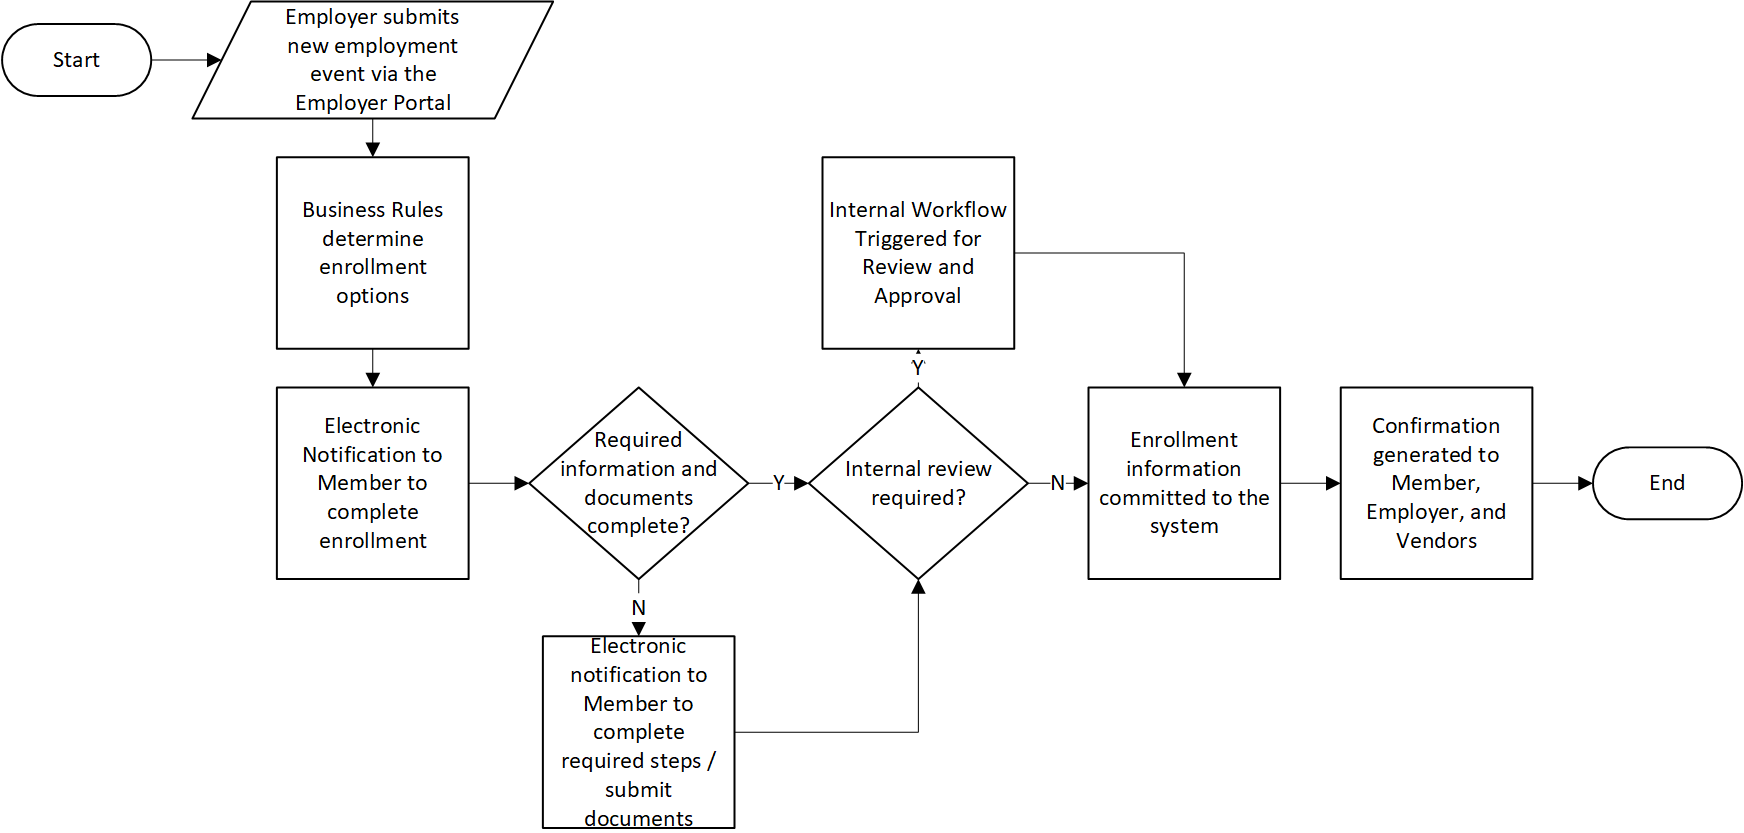 Start
Employer submits
new employment
event via the
Employer Portal
Business Rules
determine
enrollment
options
Internal Workflow
Triggered for
Review and
Approval
Electronic
Notification to
Member to
complete
enrollment
Required
information and
documents
complete?
Y
N
Electronic
notification to
Member to
complete
required steps /
submit
documents
Internal review
required?
Y
N
Enrollment
information
committed to the
system
Confirmation
generated to
Member,
Employer, and
Vendors
End